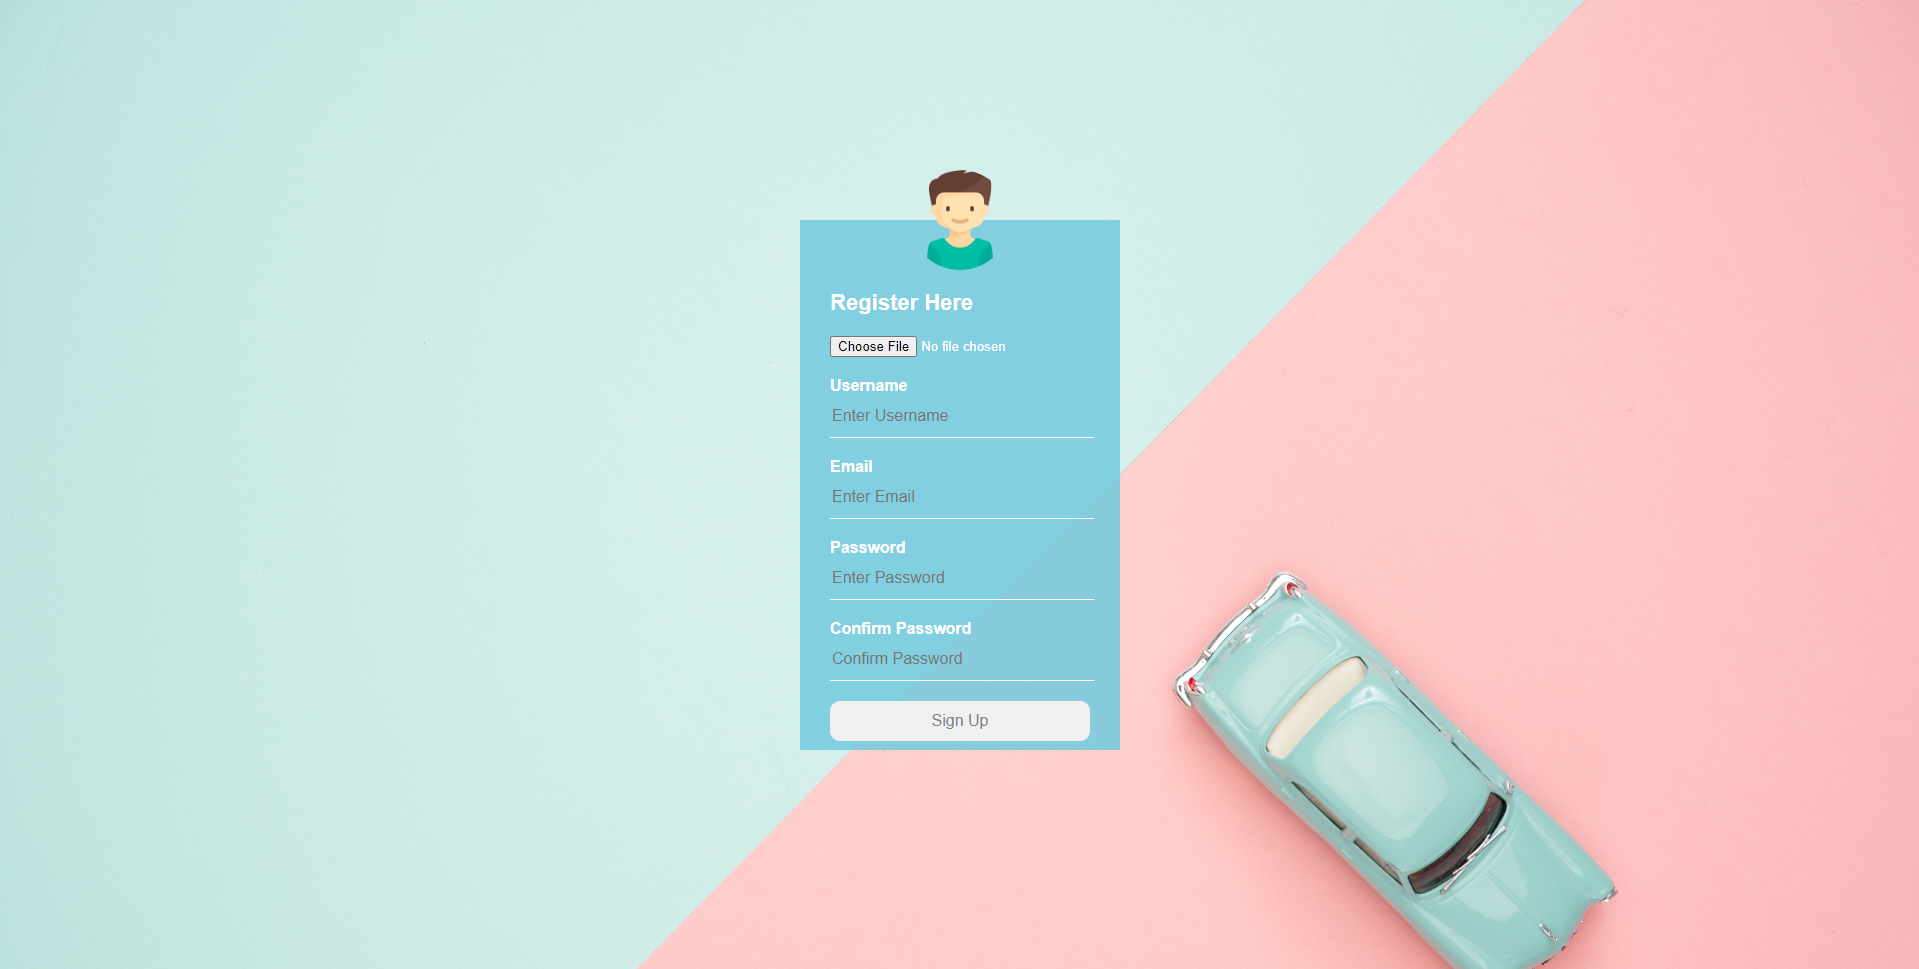 Register Here
Choose File No file chosen
Username
Enter Username
Email
Enter Email
Password
Enter Password
Confirm Password
Confirm Password
Sign Up